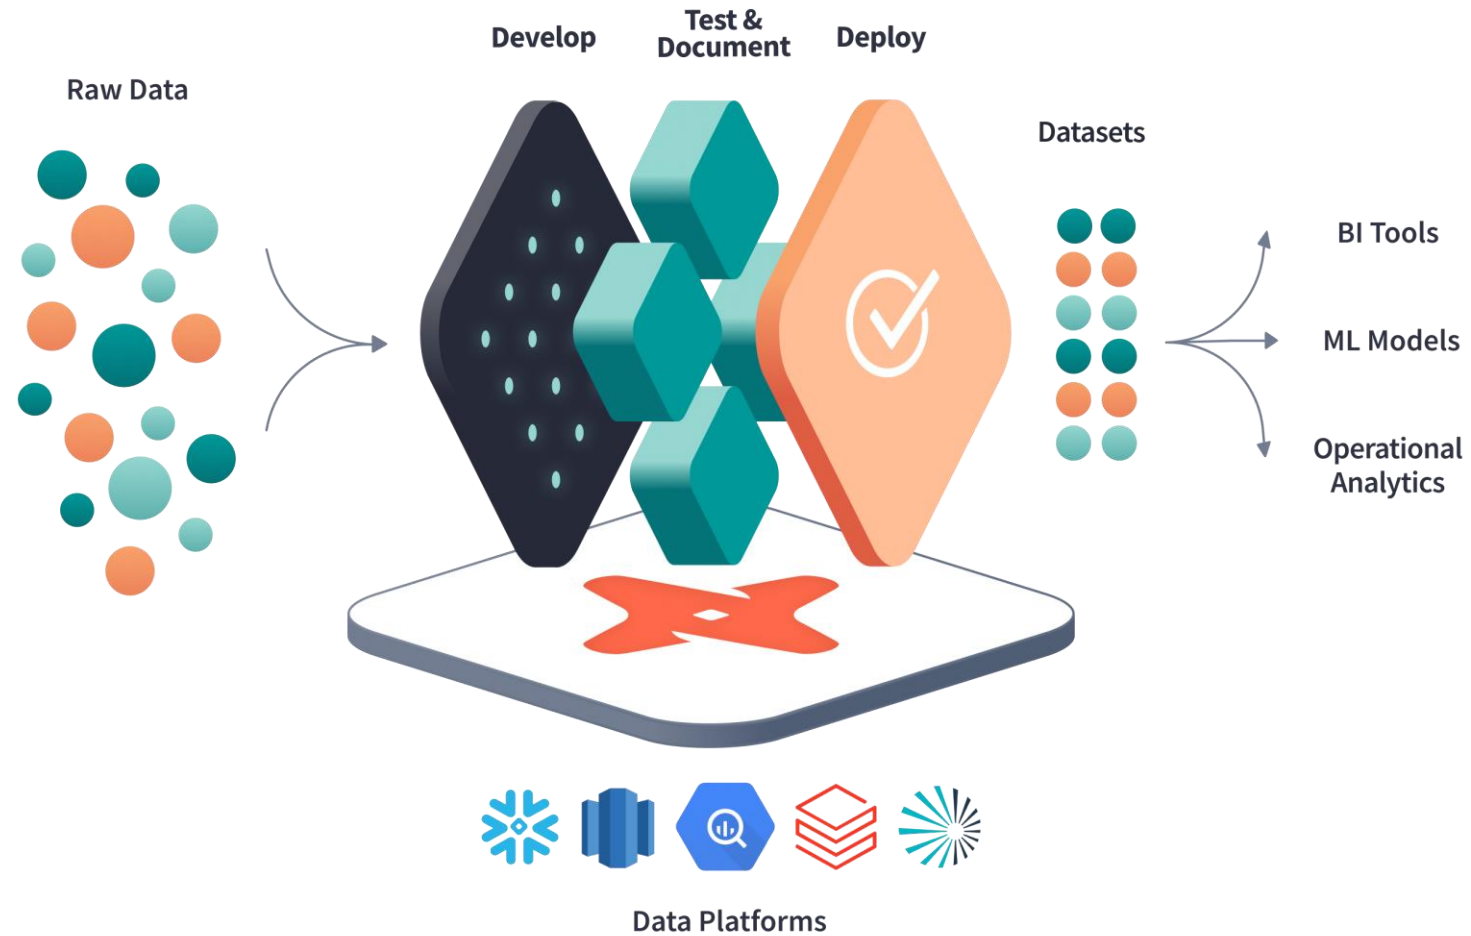 Raw Data
Develop
Test &
Document
Deploy
Datasets
BI Tools
ML Models
Operational
Analytics
Data Platforms